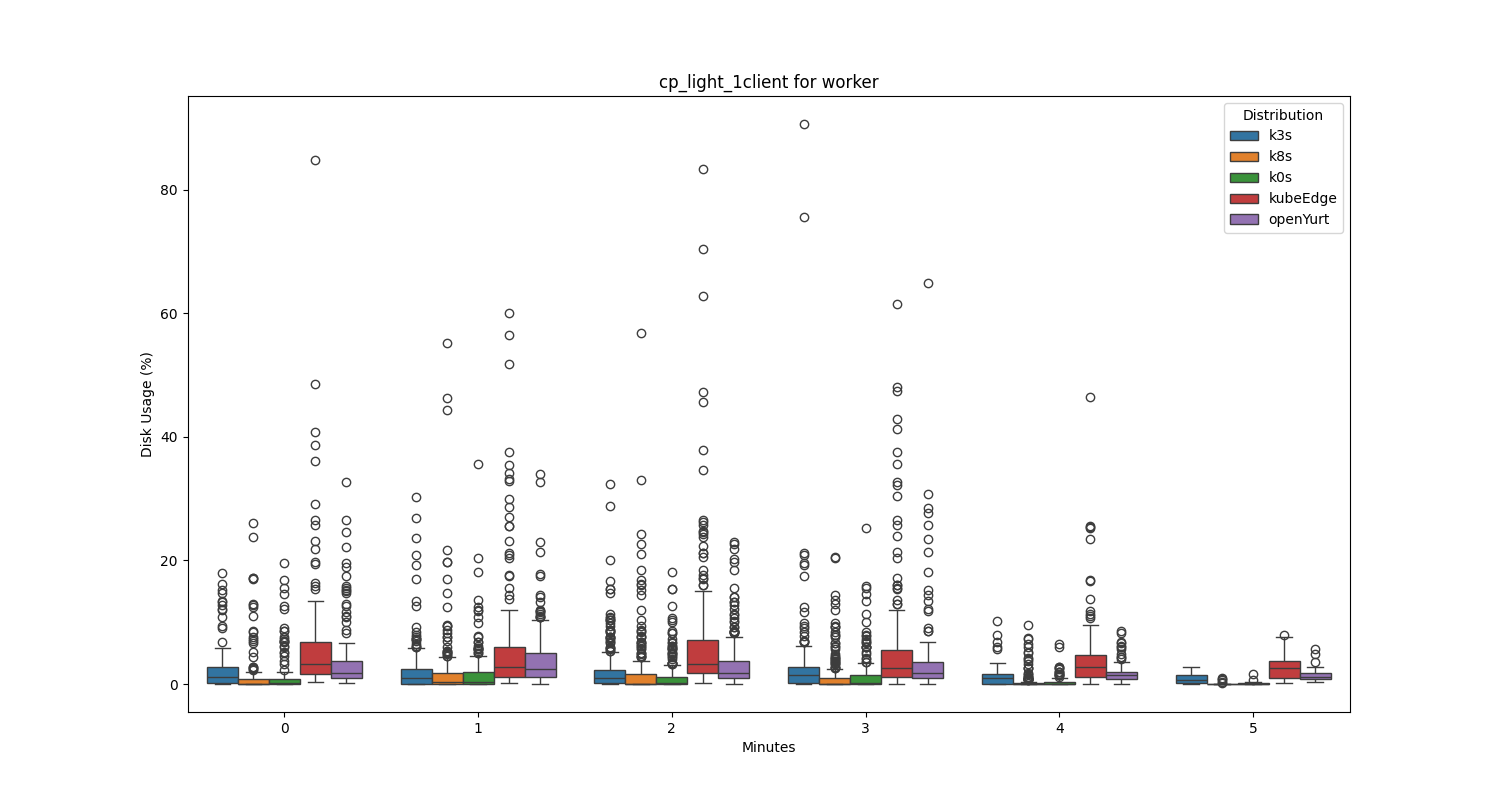 cp_light_1client for worker
Distribution
k3s
k8s
k0s
kubeEdge
openYurt
Disk Usage (%)
80
60
40
20
0
0 1 2 3 4 5
Minutes